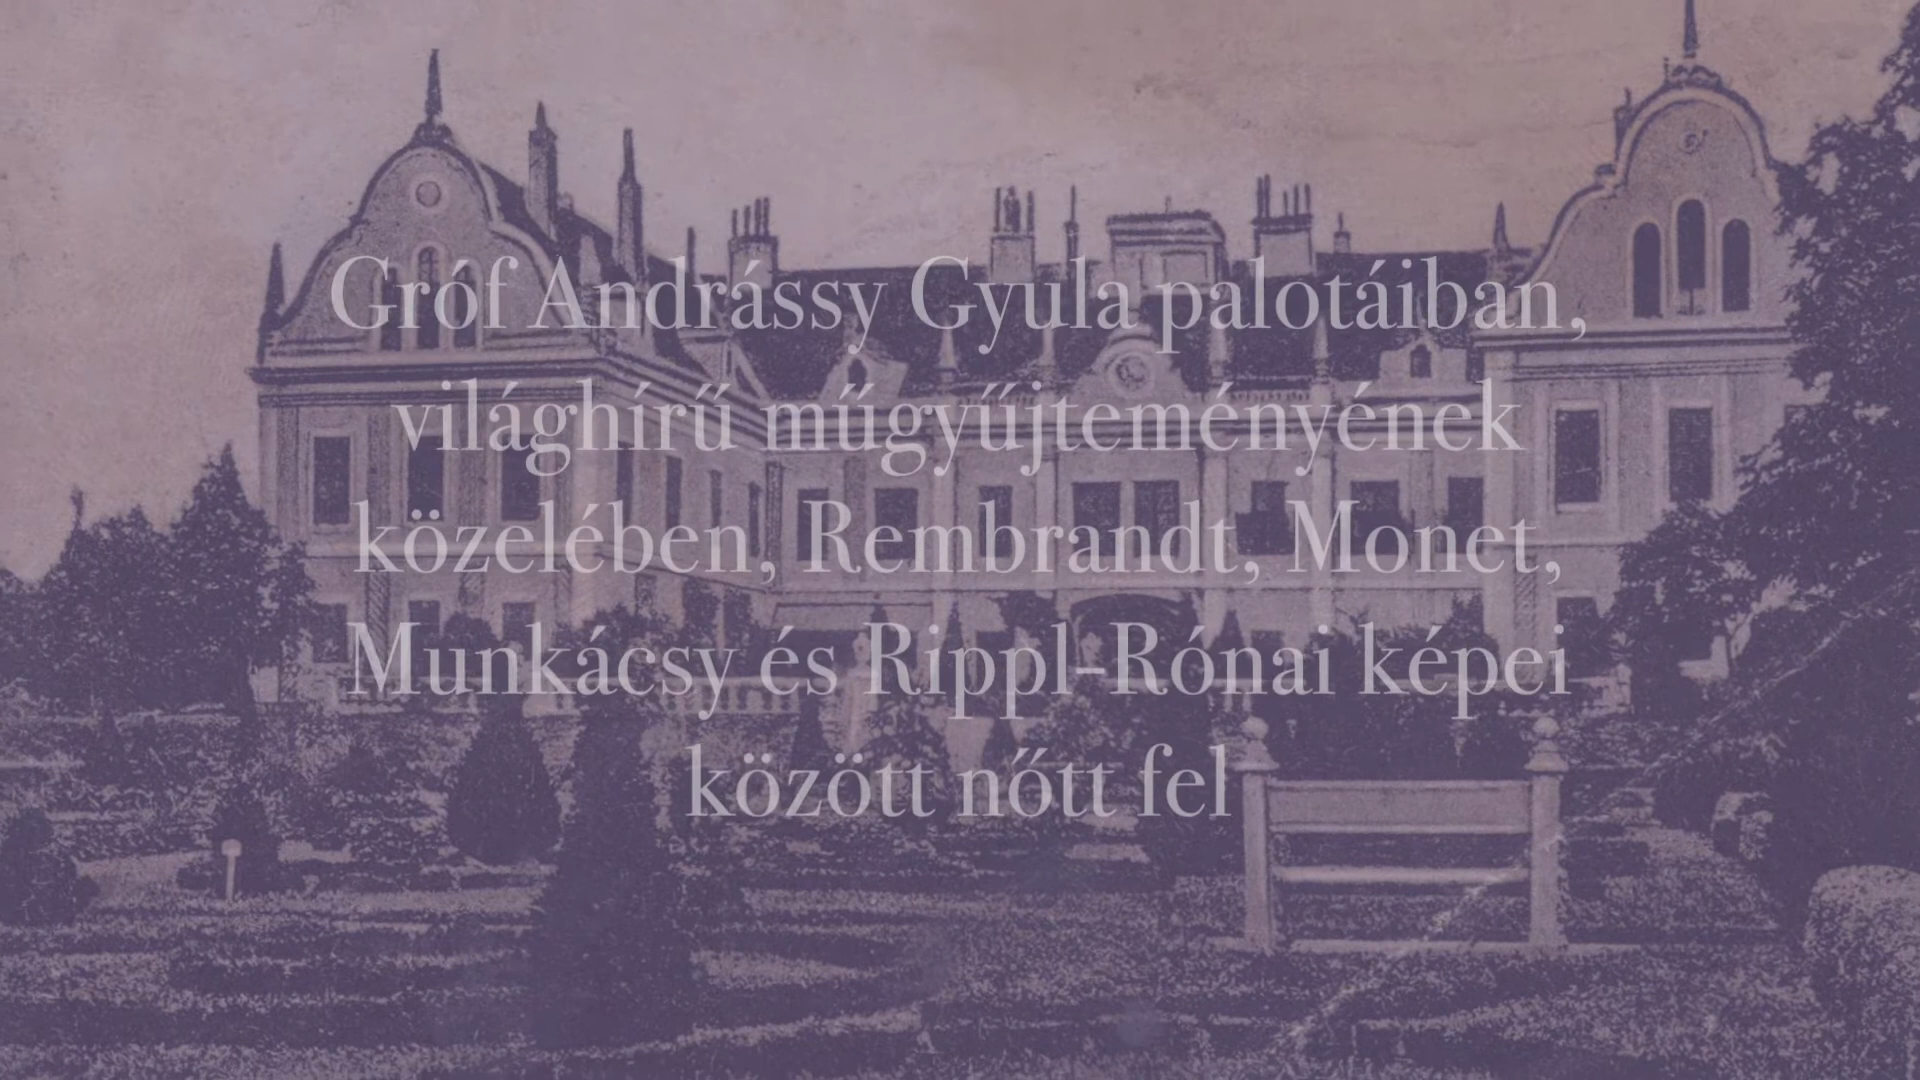 Gróf Andrássy Gyula palotáiban,
világhírű műgyűjteményének
közelében, Rembrandt, Monet,
Munkácsy és Rippl-Rónai képei
között nőtt fel